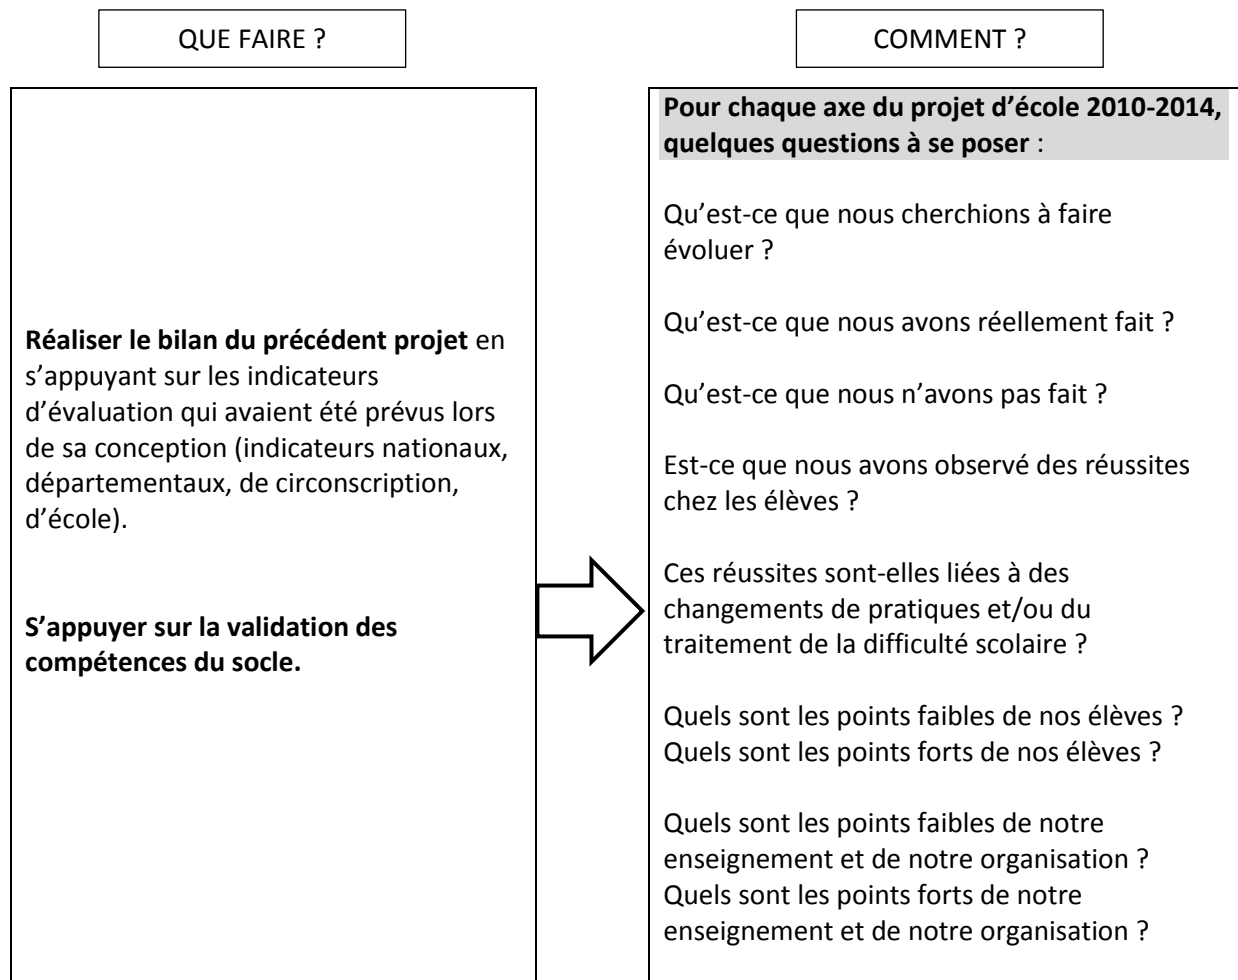 QUE FAIRE ?
COMMENT ?
Réaliser le bilan du précédent projet en
s’appuyant sur les indicateurs
d’évaluation qui avaient été prévus lors
de sa conception (indicateurs nationaux,
départementaux, de circonscription,
d’école).
S’appuyer sur la validation des
compétences du socle.
Pour chaque axe du projet d’école 2010-2014,
quelques questions à se poser :
Qu’est-ce que nous cherchions à faire
évoluer ?
Qu’est-ce que nous avons réellement fait ?
Qu’est-ce que nous n’avons pas fait ?
Est-ce que nous avons observé des réussites
chez les élèves ?
Ces réussites sont-elles liées à des
changements de pratiques et/ou du
traitement de la difficulté scolaire ?
Quels sont les points faibles de nos élèves ?
Quels sont les points forts de nos élèves ?
Quels sont les points faibles de notre
enseignement et de notre organisation ?
Quels sont les points forts de notre
enseignement et de notre organisation ?